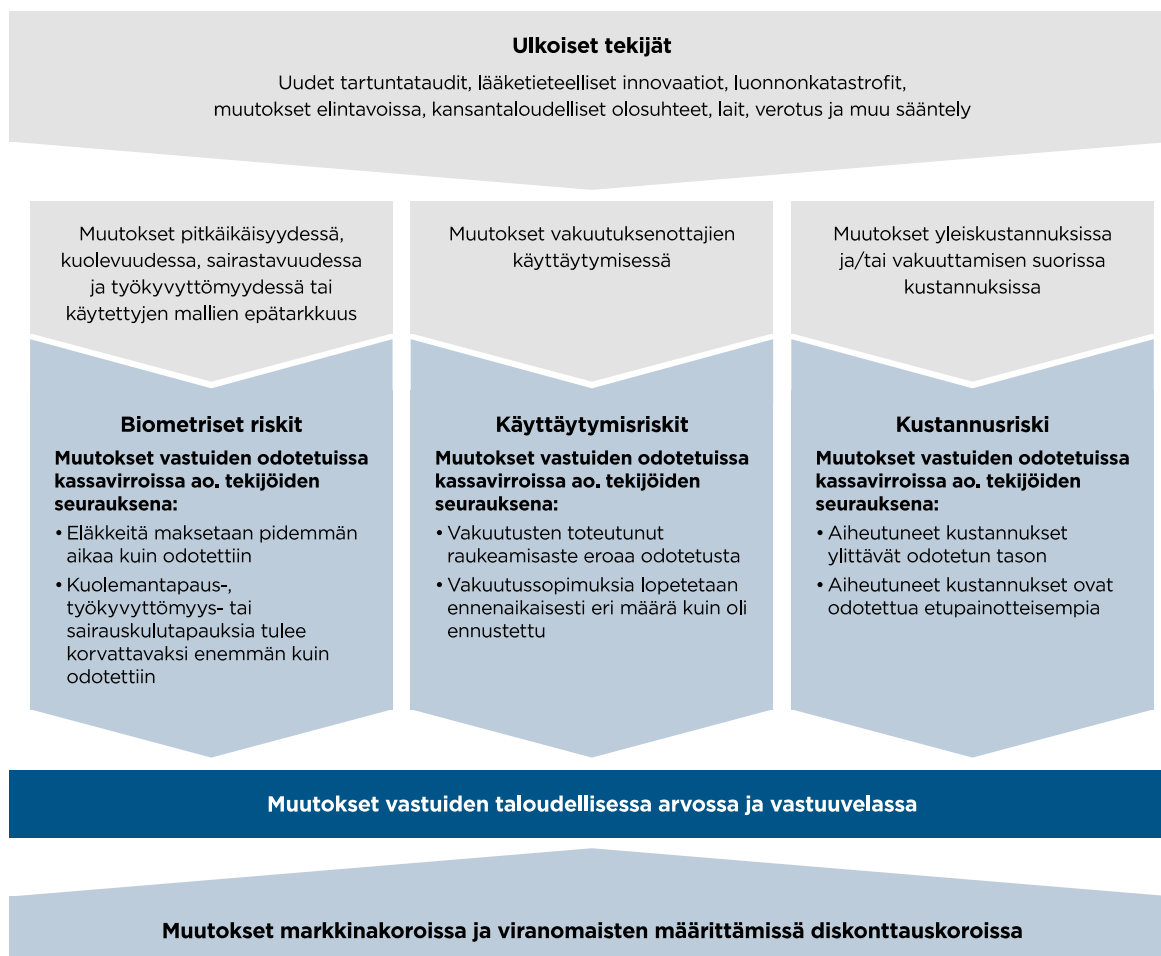 Ulkoiset tekijät
Uudet tartuntataudit, lääketieteelliset innovaatiot, luonnonkatastrofit,
muutokset elintavoissa, kansantaloudelliset olosuhteet, lait, verotus ja muu sääntely
Muutokset pitkäikäisyydessä,
kuolevuudessa, sairastavuudessa
ja työkyvyttömyydessä tai
käytettyjen mallien epätarkkuus
Muutokset vakuutuksenottajien
käyttäytymisessä
Muutokset yleiskustannuksissa
ja/tai vakuuttamisen suorissa
kustannuksissa
Biometriset riskit
Muutokset vastuiden odotetuissa
kassavirroissa ao. tekijöiden
seurauksena:
• Eläkkeitä maksetaan pidemmän
aikaa kuin odotettiin
• Kuolemantapaus-,
työkyvyttömyys- tai
sairauskulutapauksia tulee
korvattavaksi enemmän kuin
odotettiin
Käyttäytymisriskit
Muutokset vastuiden odotetuissa
kassavirroissa ao. tekijöiden
seurauksena:
• Vakuutusten toteutunut
raukeamisaste eroaa odotetusta
• Vakuutussopimuksia lopetetaan
ennenaikaisesti eri määrä kuin oli
ennustettu
Kustannusriski
Muutokset vastuiden odotetuissa
kassavirroissa ao. tekijöiden
seurauksena:
• Aiheutuneet kustannukset
ylittävät odotetun tason
• Aiheutuneet kustannukset ovat
odotettua etupainotteisempia
Muutokset vastuiden taloudellisessa arvossa ja vastuuvelassa
Muutokset markkinakoroissa ja viranomaisten määrittämissä diskonttauskoroissa